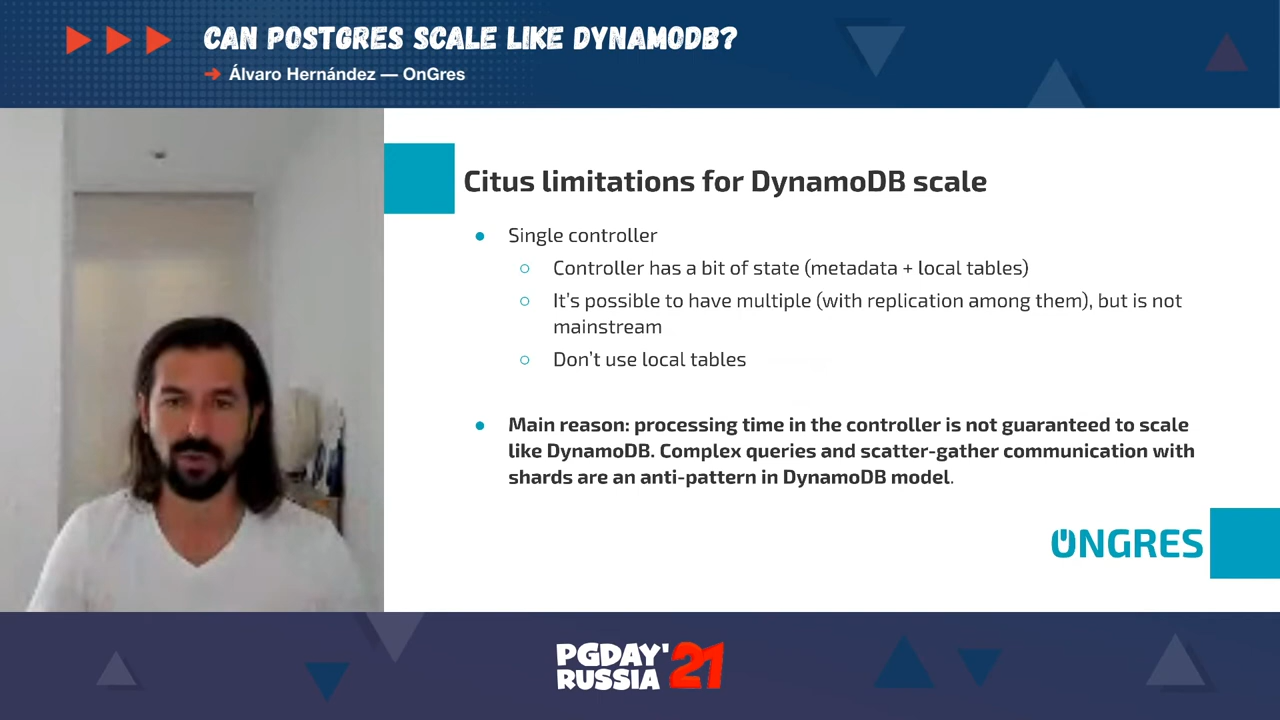 CAN POSTGRES SCALE LIKE DYNAMODB?
Álvaro Hernández — OnGres
Citus limitations for DynamoDB scale
Single controller
Controller has a bit of state (metadata + local tables)
It's possible to have multiple (with replication among them), but is not
mainstream
Don't use local tables
Main reason: processing time in the controller is not guaranteed to scale
like DynamoDB. Complex queries and scatter-gather communication with
shards are an anti-pattern in DynamoDB model.
ONGRES
PGDAY'21
RUSSIA